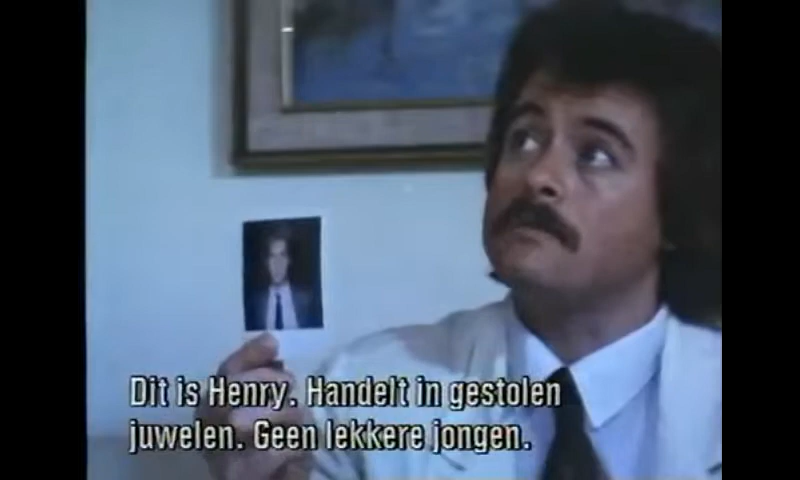 Dit is Henry. Handelt in gestolen
juwelen. Geen lekkere jongen.